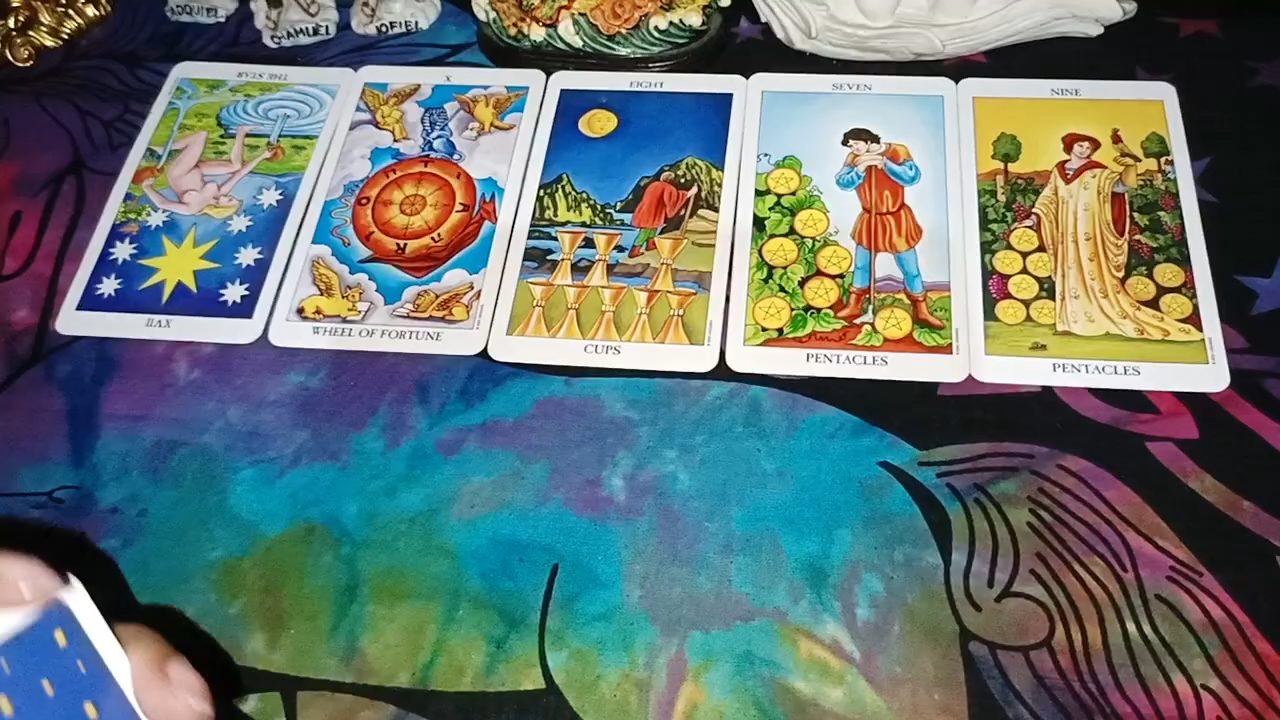 ADQUIEL
CHAMUEL
JOFIEL
THE STAR
XVII
X
WHEEL OF FORTUNE
EIGHT
CUPS
SEVEN
PENTACLES
NINE
PENTACLES